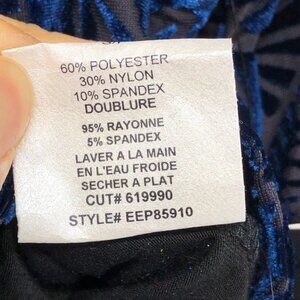 60% POLYESTER
30% NYLON
10% SPANDEX
DOUBLURE
95% RAYONNE
5% SPANDEX
LAVER A LA MAIN
EN L'EAU FROIDE
SECHER A PLAT
CUT# 619990
STYLE# EEP85910